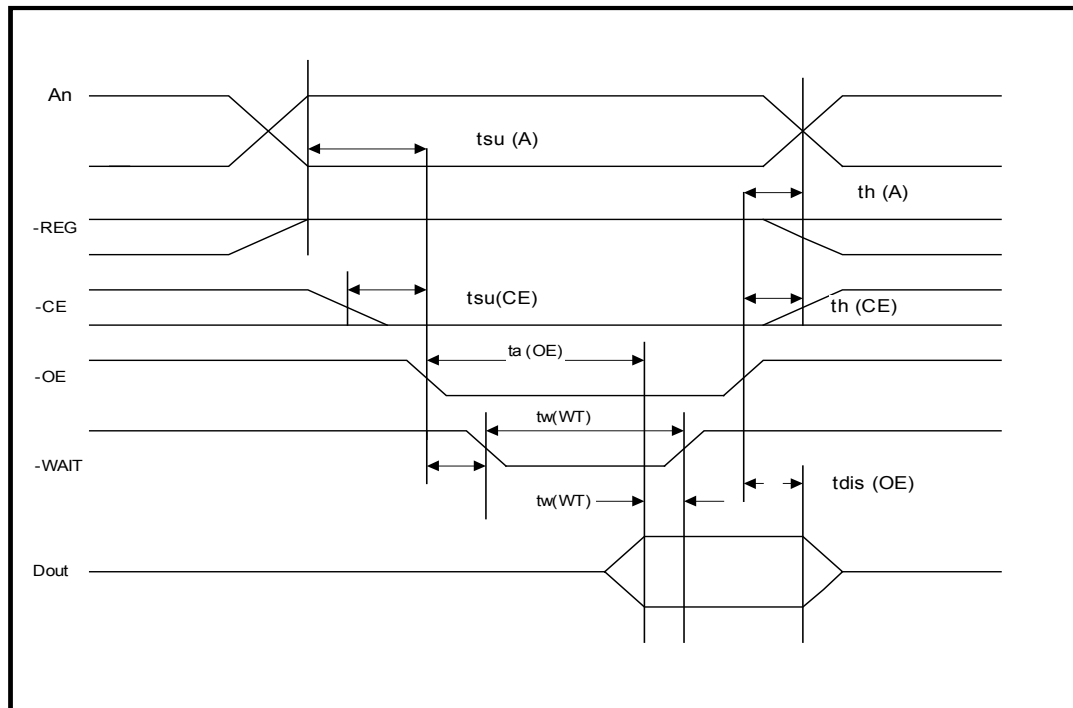 An
tsu (A)
th (A)
-REG
tsu(CE)
th (CE)
-CE
ta (OE)
-OE
tw(WT)
-WAIT
tdis (OE)
tw(WT)
Dout